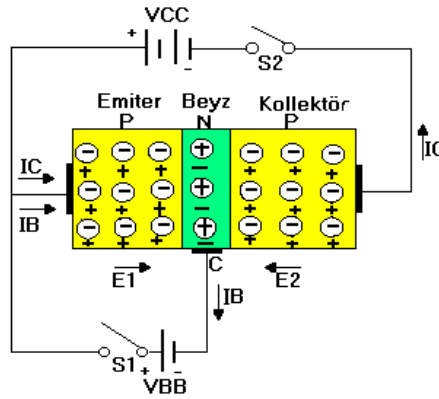 VCC
+ -
S2
Emiter Beyz Kollektör
P N P
IC IC
IB
E1 C E2
IB
S1 + -
VBB